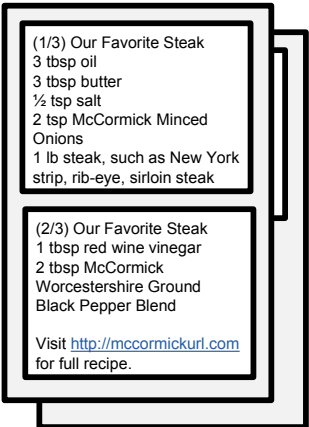 (1/3) Our Favorite Steak
3 tbsp oil
3 tbsp butter
½ tsp salt
2 tsp McCormick Minced
Onions
1 lb steak, such as New York
strip, rib-eye, sirloin steak
(2/3) Our Favorite Steak
1 tbsp red wine vinegar
2 tbsp McCormick
Worcestershire Ground
Black Pepper Blend
Visit http://mccormickurl.com
for full recipe.